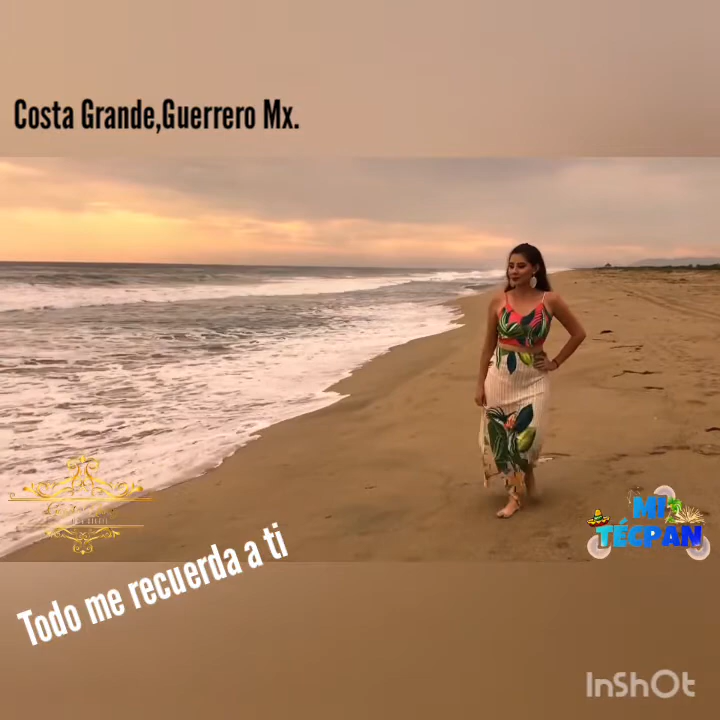 Costa Grande,Guerrero Mx.
MI
TÉCPAN
Todo me recuerda a ti
InShOt